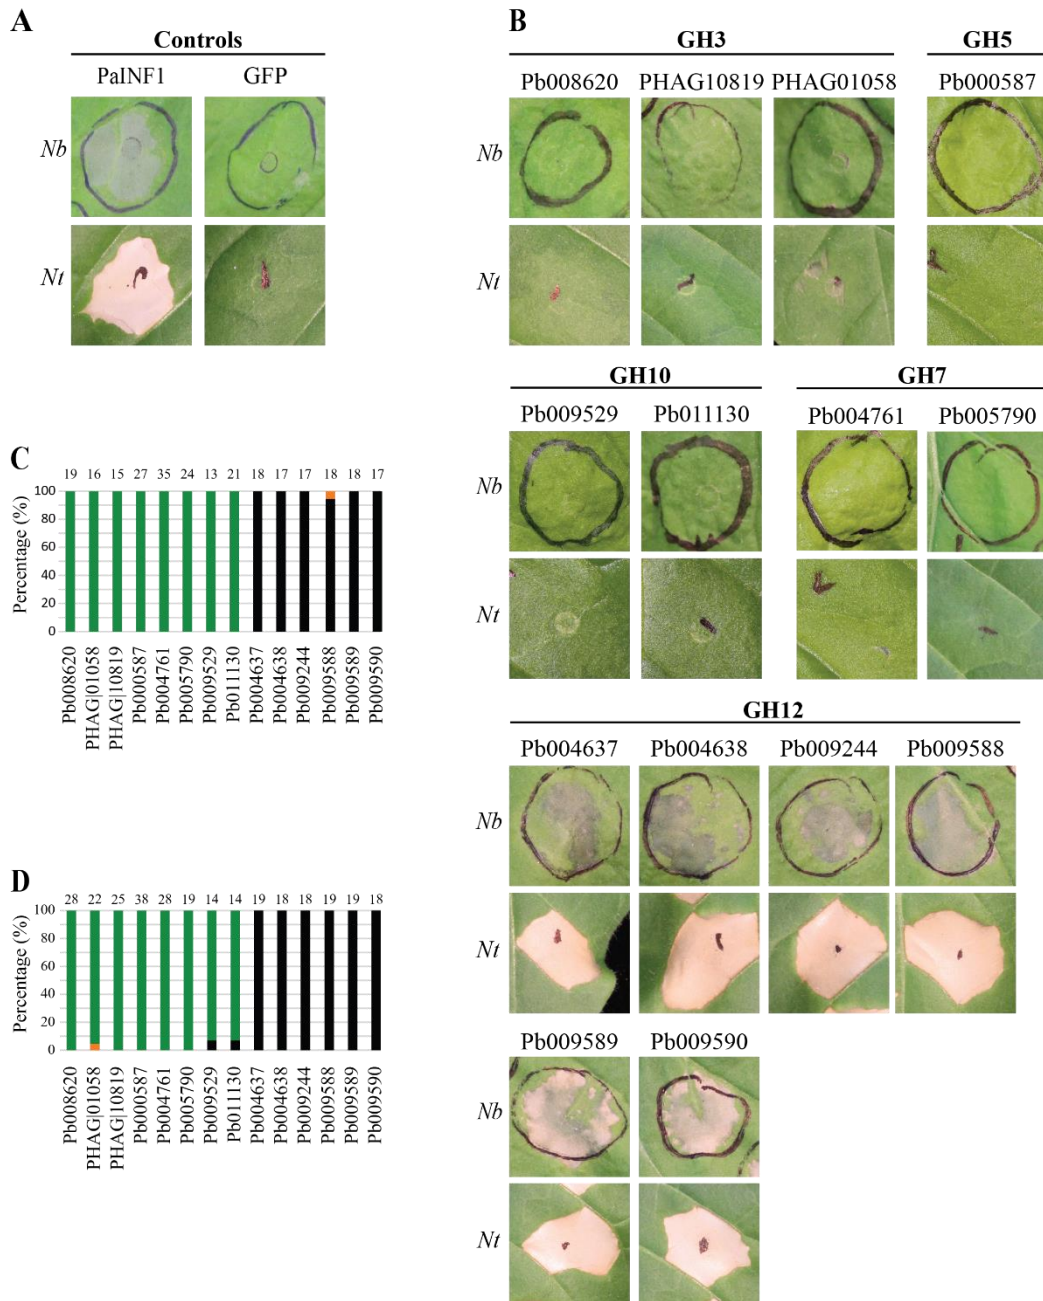 A
Controls
PaINF1 GFP
Nb
Nt
B
GH3 GH5
Pb008620 PHAG10819 PHAG01058 Pb000587
Nb
Nt
GH10 GH7
Pb009529 Pb011130 Pb004761 Pb005790
Nb
Nt
GH12
Pb004637 Pb004638 Pb009244 Pb009588
Nb
Nt
Pb009589 Pb009590
Nb
Nt
C
19 16 15 27 35 24 13 21 18 17 17 18 18 17
Percentage (%)
100
80
60
40
20
0
Pb008620
PHAG|01058
PHAG|10819
Pb000587
Pb004761
Pb005790
Pb009529
Pb011130
Pb004637
Pb004638
Pb009244
Pb009588
Pb009589
Pb009590
D
28 22 25 38 28 19 14 14 19 18 18 19 19 18
Percentage (%)
100
80
60
40
20
0
Pb008620
PHAG|01058
PHAG|10819
Pb000587
Pb004761
Pb005790
Pb009529
Pb011130
Pb004637
Pb004638
Pb009244
Pb009588
Pb009589
Pb009590